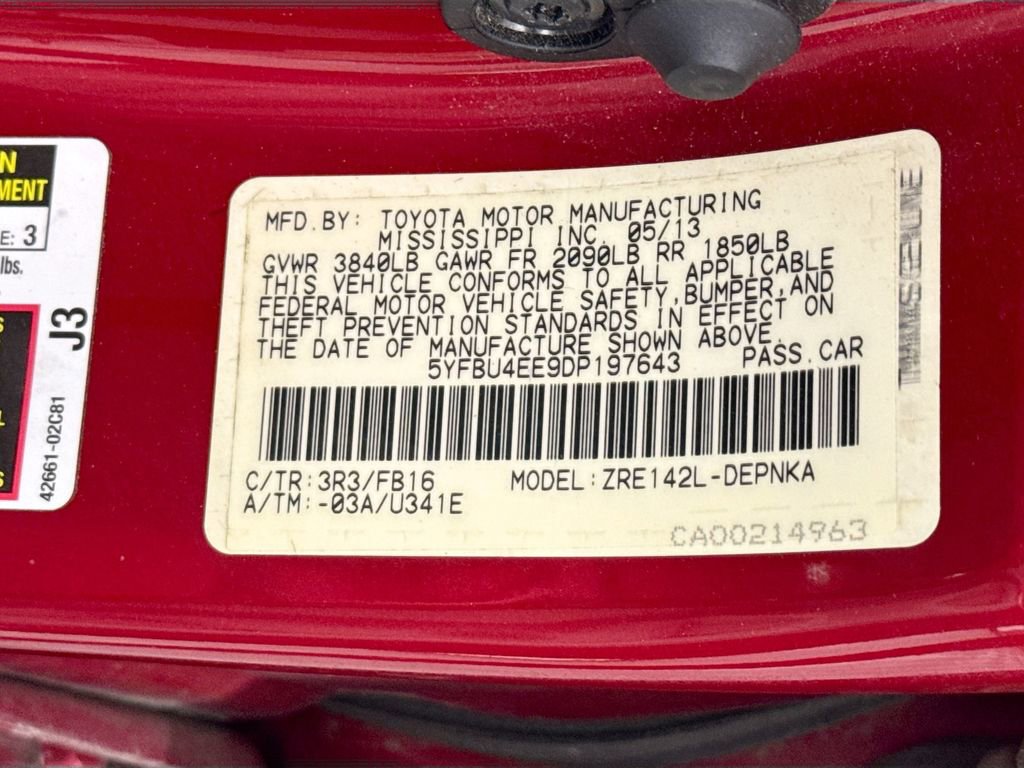 N
MENT
E: 3
lbs.
J3
42661-02C81
MFD.BY: TOYOTA MOTOR MANUFACTURING
MISSISSIPPI INC. 05/13
GVWR 3840LB GAWR FR 2090LB RR 1850LB
THIS VEHICLE CONFORMS TO ALL APPLICABLE
FEDERAL MOTOR VEHICLE SAFETY,BUMPER,AND
THEFT PREVENTION STANDARDS IN EFFECT ON
THE DATE OF MANUFACTURE SHOWN ABOVE.
5YFBU4EE9DP197643 PASS.CAR
C/TR:3R3/FB16 MODEL:ZRE142L-DEPNKA
A/TM:-03A/U341E
CA00214963